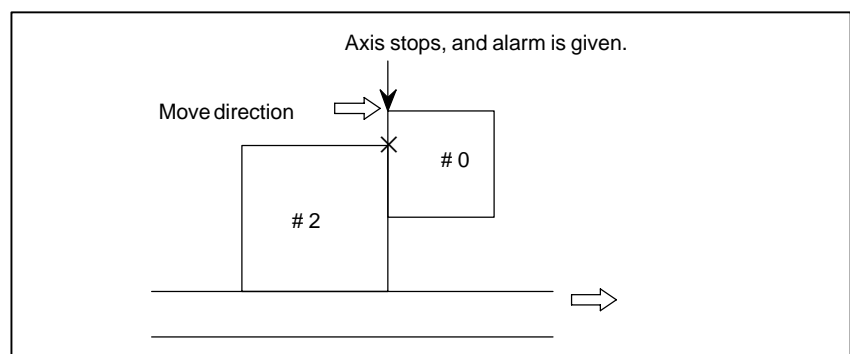 Axis stops, and alarm is given.
Move direction
# 0
# 2